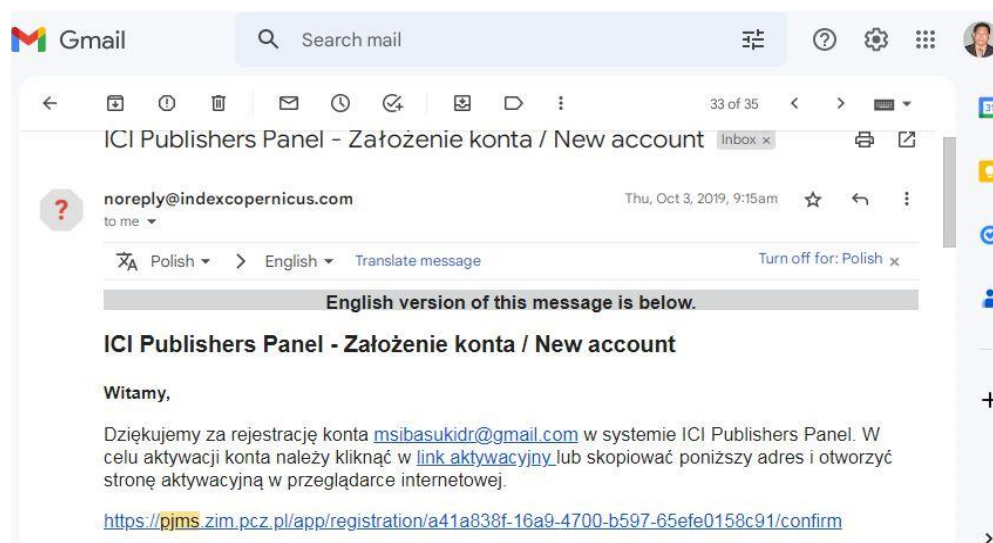 Gmail
Search mail
33 of 35
ICI Publishers Panel - Założenie konta / New account Inbox x
noreply@indexcopernicus.com Thu, Oct 3, 2019, 9:15am
to me
Polish > English Translate message Turn off for: Polish x
English version of this message is below.
ICI Publishers Panel - Założenie konta / New account
Witamy,
Dziękujemy za rejestrację konta msibasukidr@gmail.com w systemie ICI Publishers Panel. W
celu aktywacji konta należy kliknąć w link aktywacyjny lub skopiować poniższy adres i otworzyć
stronę aktywacyjną w przeglądarce internetowej.
https://pjms.zim.pcz.pl/app/registration/a41a838f-16a9-4700-b597-65efe0158c91/confirm